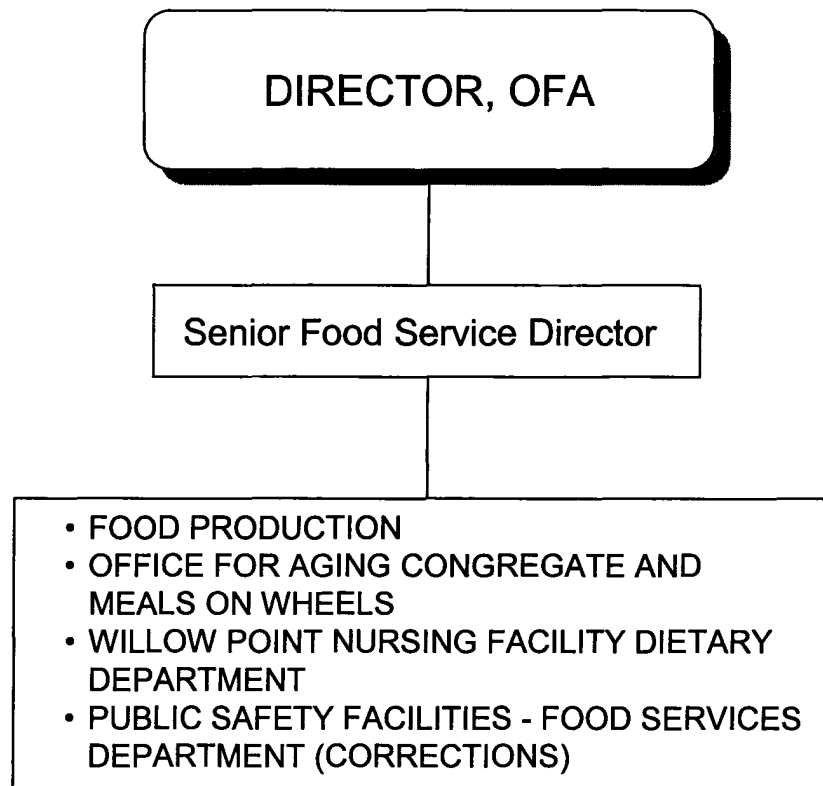 DIRECTOR, OFA
Senior Food Service Director
• FOOD PRODUCTION
• OFFICE FOR AGING CONGREGATE AND
MEALS ON WHEELS
• WILLOW POINT NURSING FACILITY DIETARY
DEPARTMENT
• PUBLIC SAFETY FACILITIES - FOOD SERVICES
DEPARTMENT (CORRECTIONS)